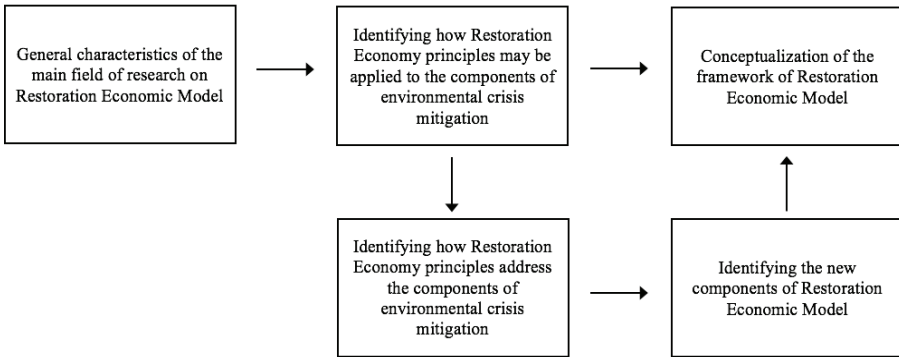 General characteristics of the
main field of research on
Restoration Economic Model
Identifying how Restoration
Economy principles may be
applied to the components of
environmental crisis
mitigation
Conceptualization of the
framework of Restoration
Economic Model
Identifying how Restoration
Economy principles address
the components of
environmental crisis
mitigation
Identifying the new
components of Restoration
Economic Model